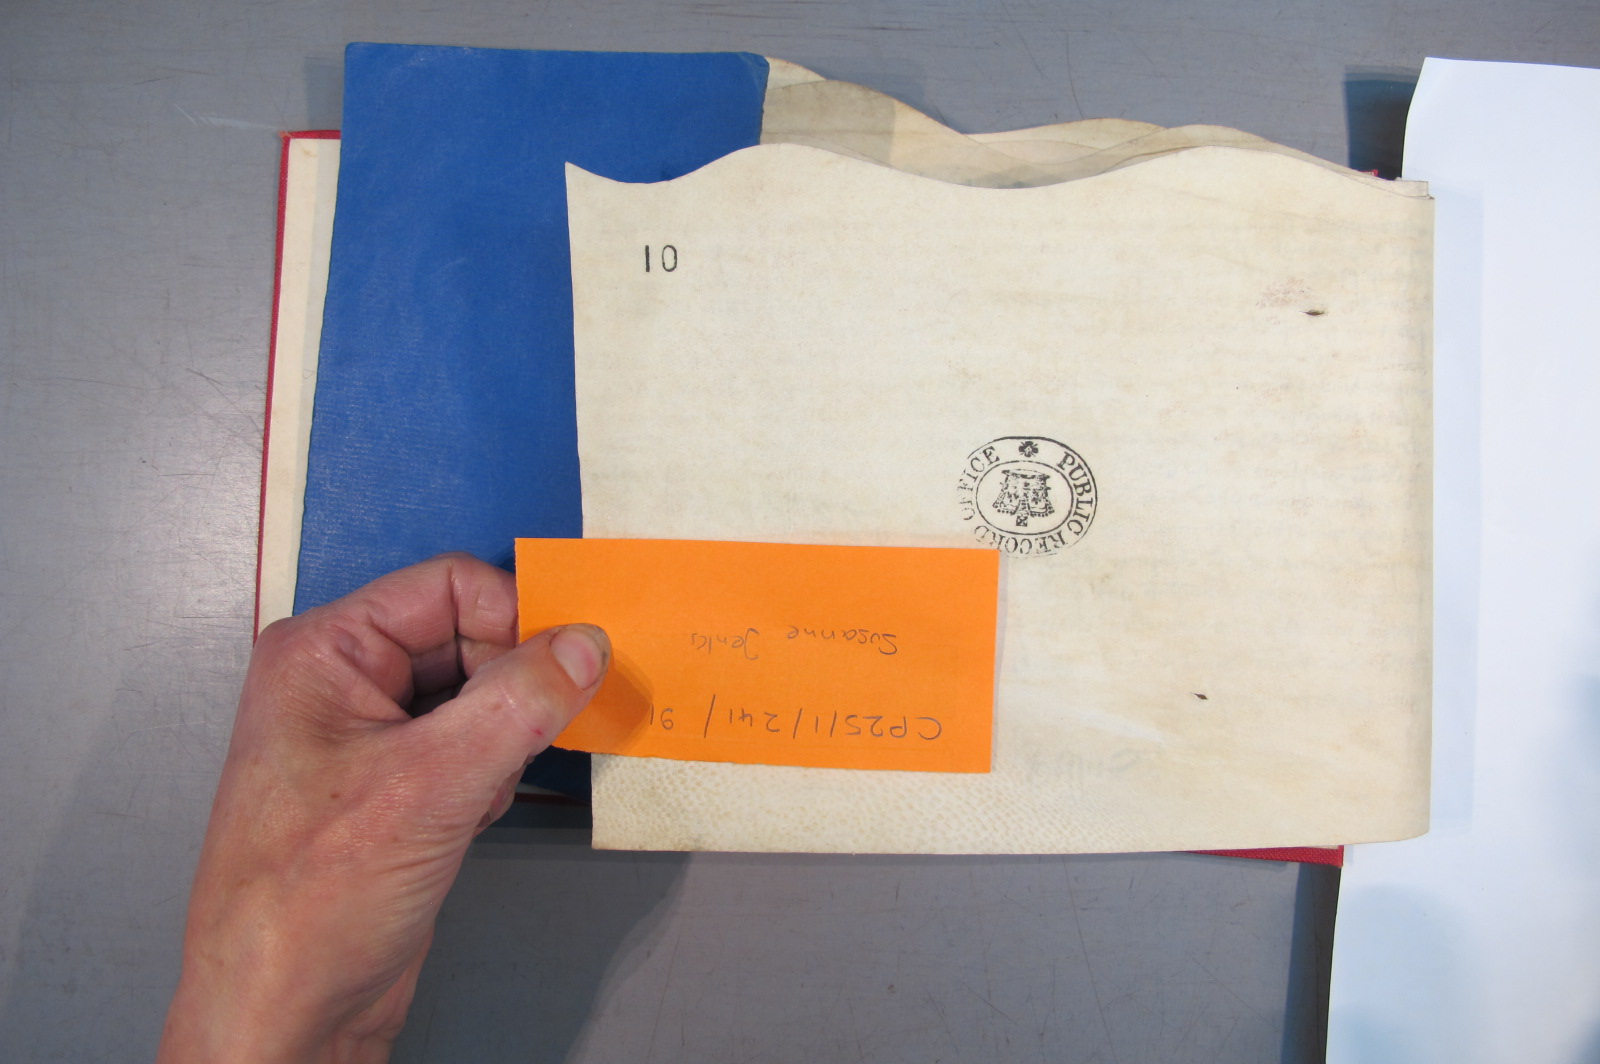 10
PUBLIC RECORD OFFICE
CP25/1/241/91
Susanne Jenks